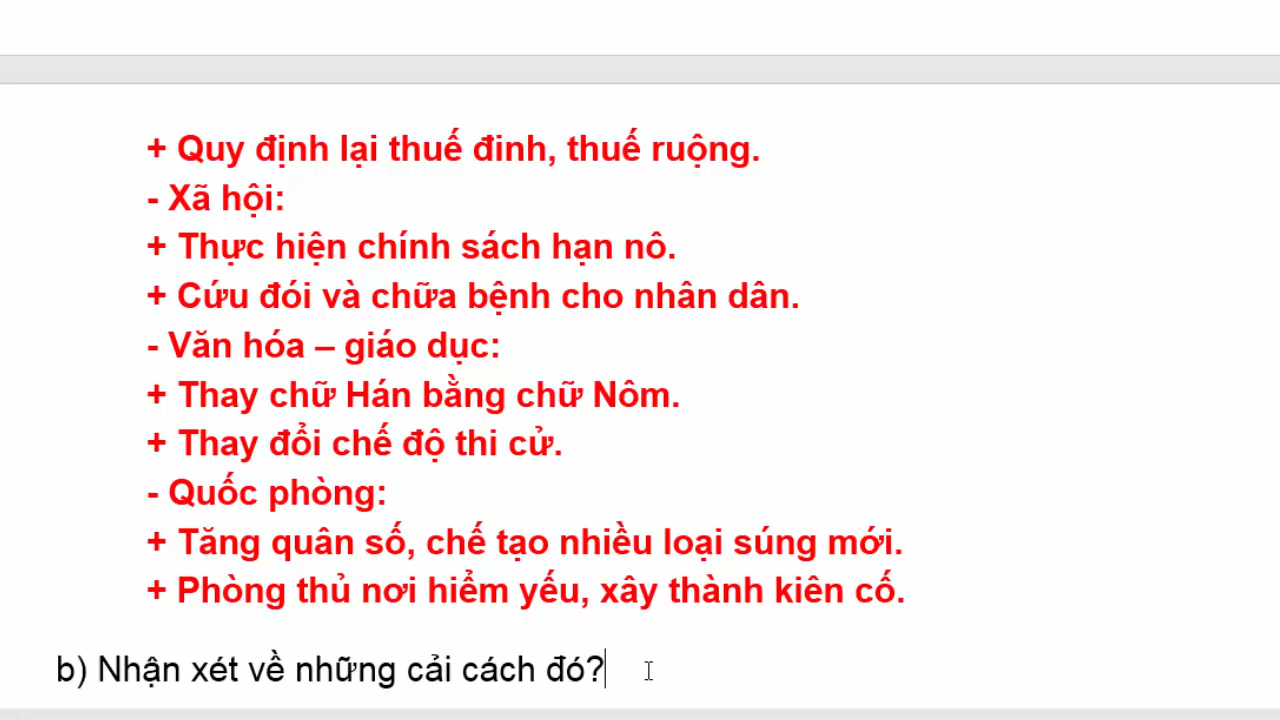 + Quy định lại thuế đinh, thuế ruộng.
- Xã hội:
+ Thực hiện chính sách hạn nô.
+ Cứu đói và chữa bệnh cho nhân dân.
- Văn hóa – giáo dục:
+ Thay chữ Hán bằng chữ Nôm.
+ Thay đổi chế độ thi cử.
- Quốc phòng:
+ Tăng quân số, chế tạo nhiều loại súng mới.
+ Phòng thủ nơi hiểm yếu, xây thành kiên cố.
b) Nhận xét về những cải cách đó?